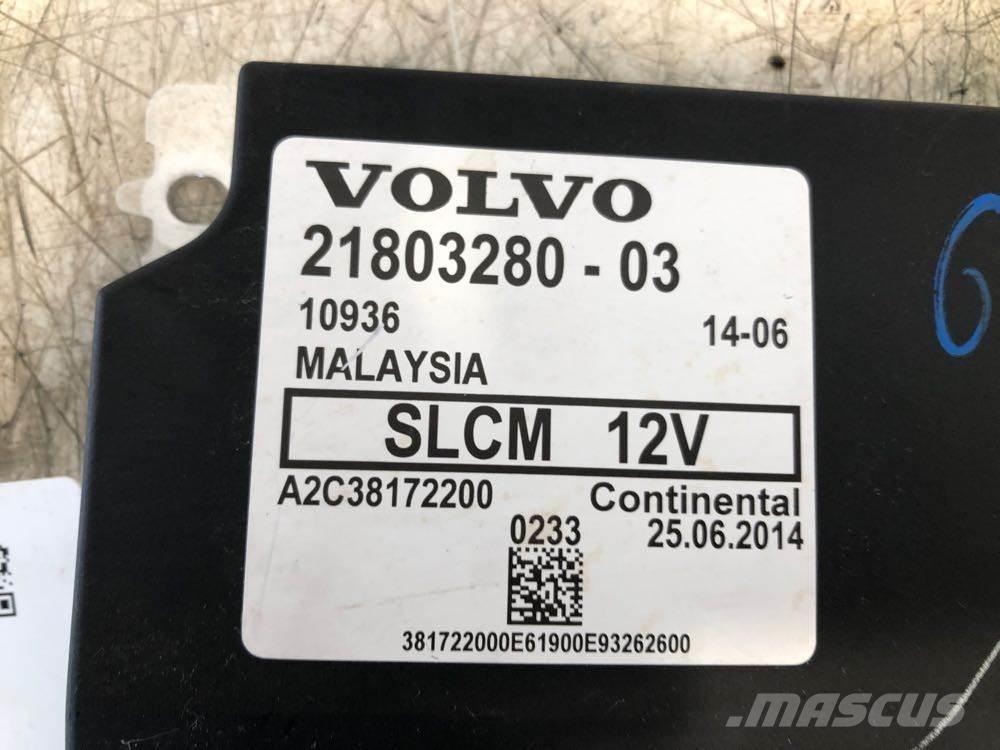 VOLVO
21803280 - 03
10936 14-06
MALAYSIA
SLCM 12V
A2C38172200 Continental
0233 25.06.2014
381722000E61900E93262600
mascus